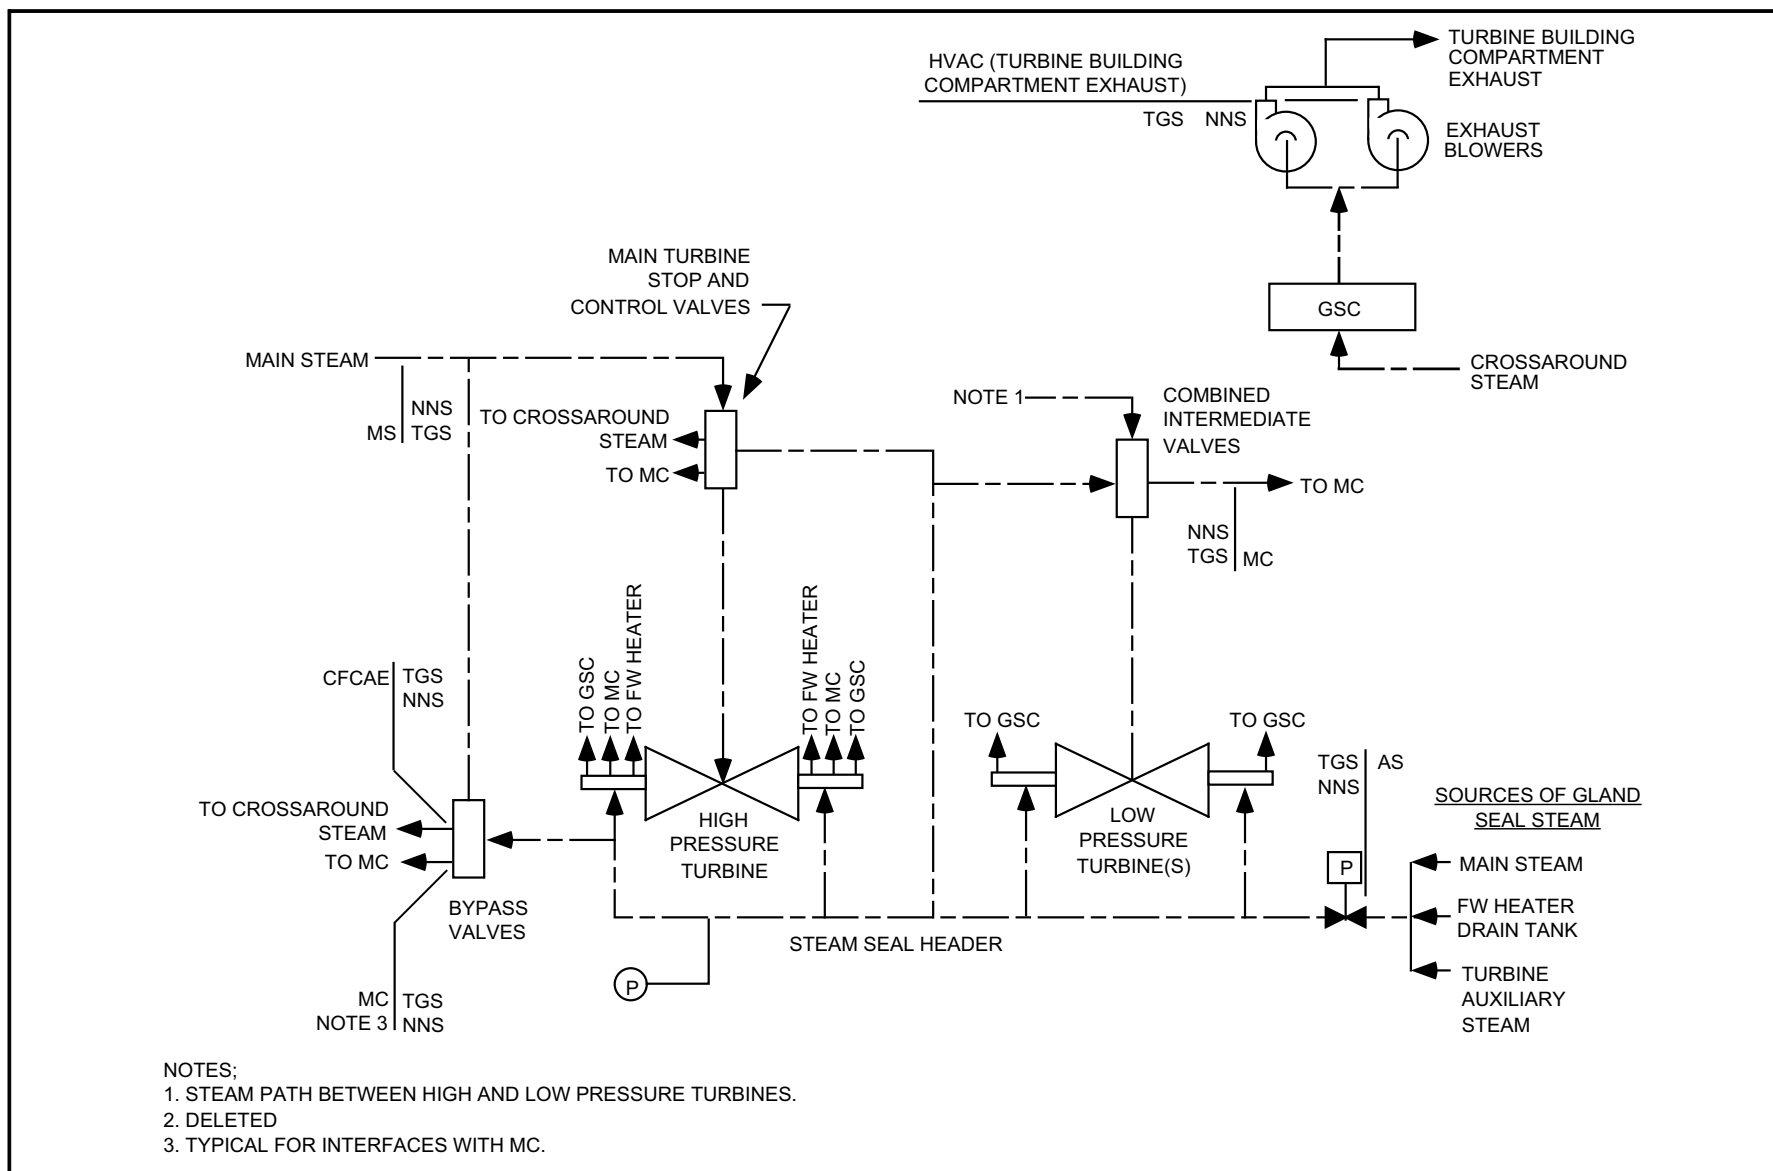 HVAC (TURBINE BUILDING
COMPARTMENT EXHAUST)
TGS NNS
TURBINE BUILDING
COMPARTMENT
EXHAUST
EXHAUST
BLOWERS
GSC
CROSSAROUND
STEAM
MAIN TURBINE
STOP AND
CONTROL VALVES
MAIN STEAM
NNS
MS TGS
TO CROSSAROUND
STEAM
TO MC
NOTE 1
COMBINED
INTERMEDIATE
VALVES
TO MC
NNS
TGS MC
TO GSC
TO MC
TO FW HEATER
TO FW HEATER
TO MC
TO GSC
CFCAE TGS
NNS
TO CROSSAROUND
STEAM
TO MC
BYPASS
VALVES
MC TGS
NOTE 3 NNS
HIGH
PRESSURE
TURBINE
TO GSC
TO GSC
LOW
PRESSURE
TURBINE(S)
TGS AS
NNS
SOURCES OF GLAND
SEAL STEAM
P
MAIN STEAM
FW HEATER
DRAIN TANK
TURBINE
AUXILIARY
STEAM
STEAM SEAL HEADER
P
NOTES;
1. STEAM PATH BETWEEN HIGH AND LOW PRESSURE TURBINES.
2. DELETED
3. TYPICAL FOR INTERFACES WITH MC.